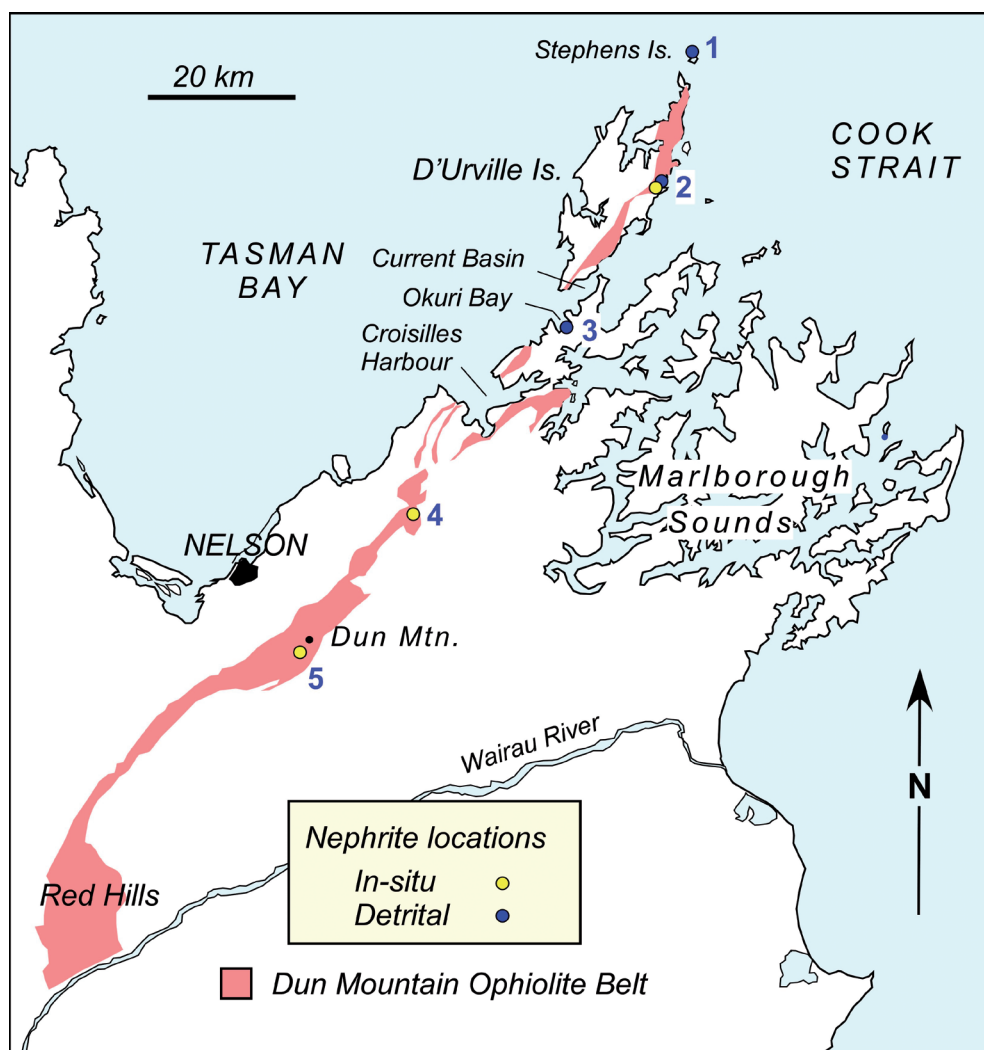 Stephens Is.
1
20 km
COOK
STRAIT
D'Urville Is.
2
TASMAN
BAY
Current Basin
Okuri Bay
3
Croisilles
Harbour
Marlborough
Sounds
4
NELSON
Dun Mtn.
5
Wairau River
N
Nephrite locations
In-situ
Detrital
Red Hills
Dun Mountain Ophiolite Belt